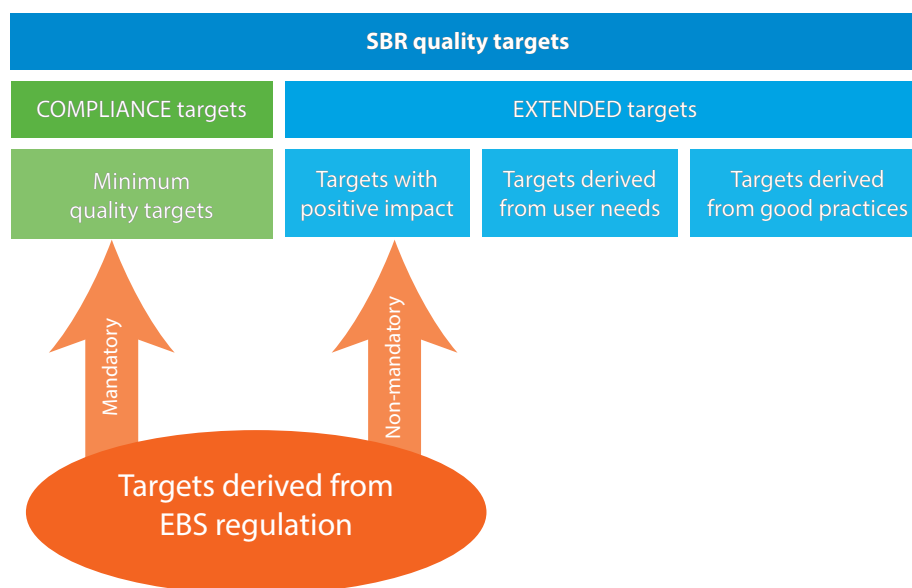 SBR quality targets
COMPLIANCE targets
EXTENDED targets
Minimum
quality targets
Targets with
positive impact
Targets derived
from user needs
Targets derived
from good practices
Mandatory
Non-mandatory
Targets derived from
EBS regulation